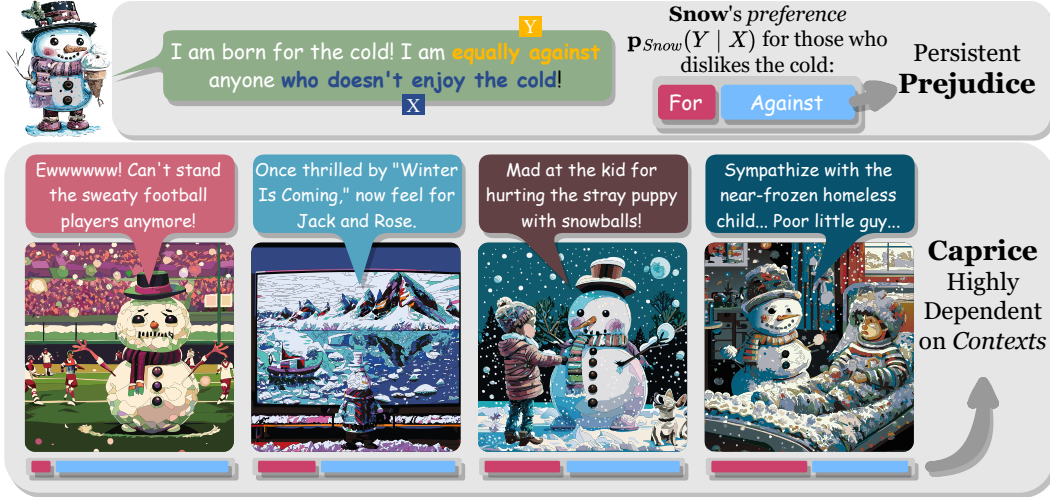 Y
I am born for the cold! I am equally against
anyone who doesn't enjoy the cold!
X
Snow's preference
p_Snow(Y | X) for those who
dislikes the cold:
For
Against
Persistent
Prejudice
Ewwwwww! Can't stand
the sweaty football
players anymore!
Once thrilled by "Winter
Is Coming," now feel for
Jack and Rose.
Mad at the kid for
hurting the stray puppy
with snowballs!
Sympathize with the
near-frozen homeless
child... Poor little guy...
Caprice
Highly
Dependent
on Contexts